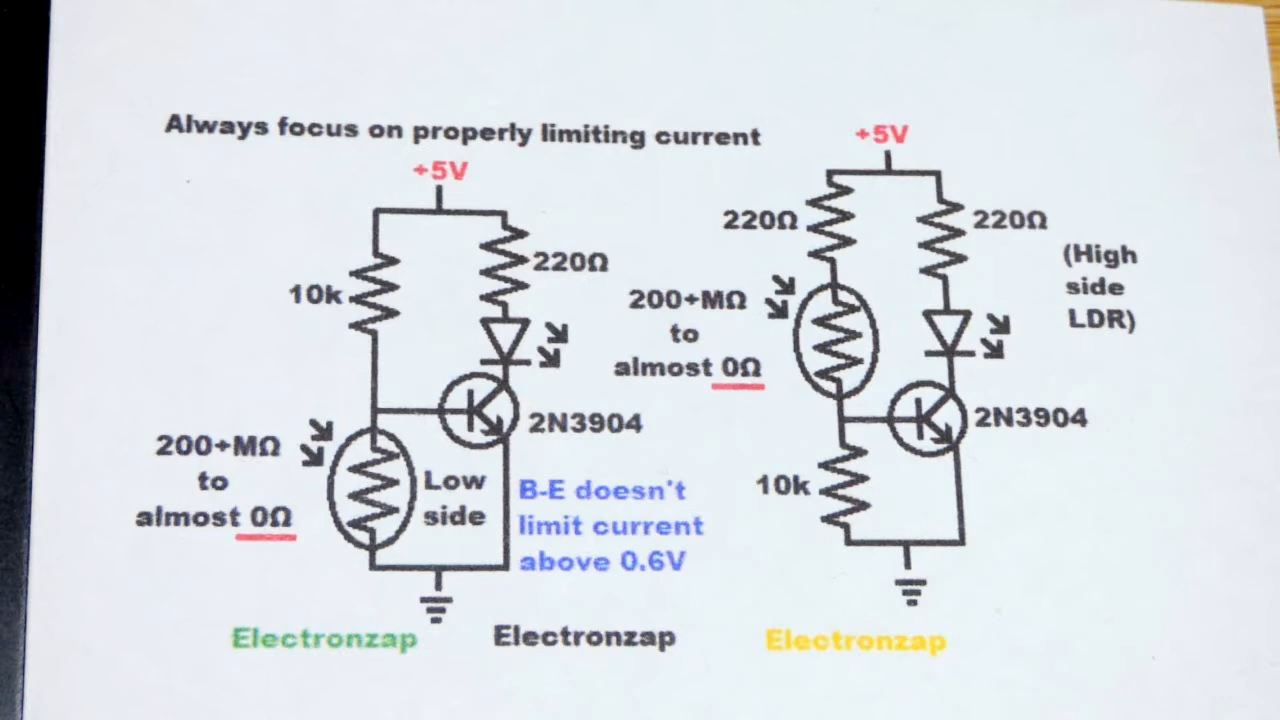 Always focus on properly limiting current
+5V
10k
220Ω
200+MΩ
to
almost 0Ω
Low
side
2N3904
B-E doesn't
limit current
above 0.6V
+5V
220Ω
220Ω
(High
side
LDR)
200+MΩ
to
almost 0Ω
2N3904
10k
Electronzap
Electronzap
Electronzap